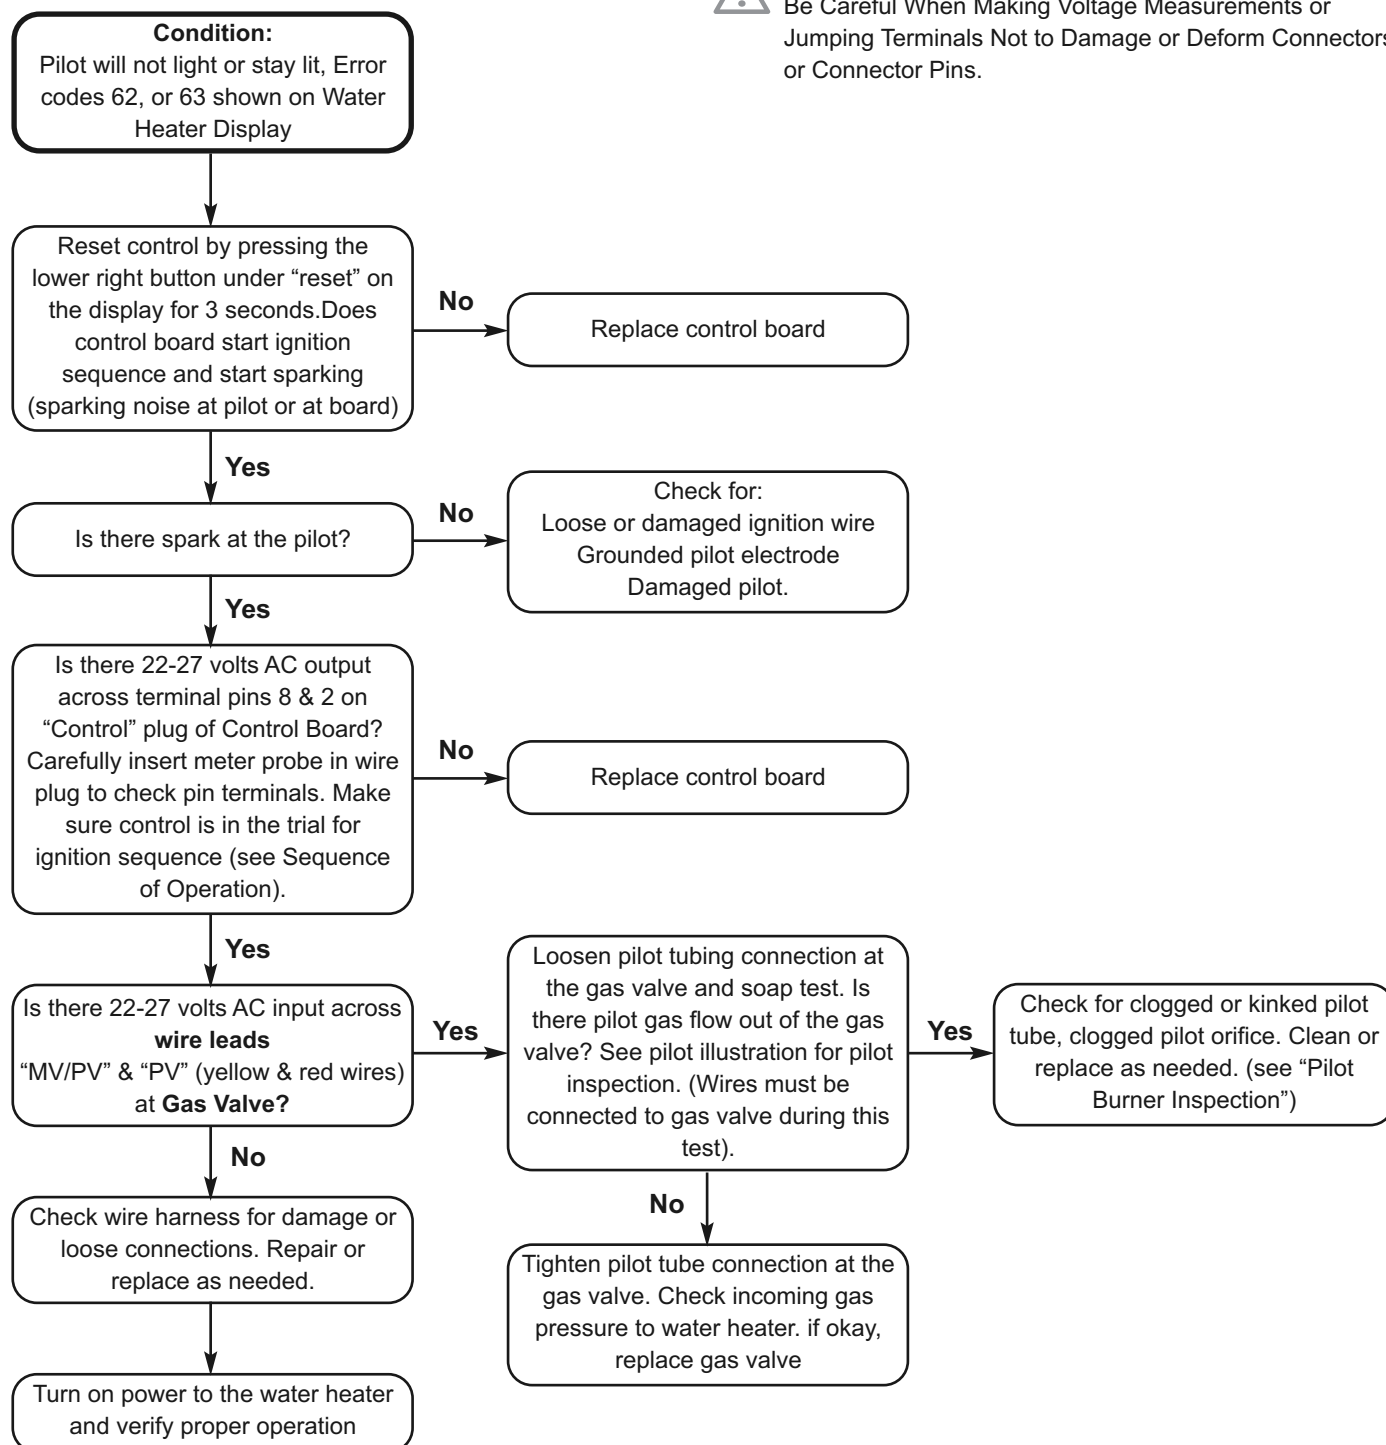 Be Careful When Making Voltage Measurements or
Jumping Terminals Not to Damage or Deform Connectors
or Connector Pins.
Condition:
Pilot will not light or stay lit, Error
codes 62, or 63 shown on Water
Heater Display
Reset control by pressing the
lower right button under “reset” on
the display for 3 seconds.Does
control board start ignition
sequence and start sparking
(sparking noise at pilot or at board)
No
Replace control board
Yes
Is there spark at the pilot?
No
Check for:
Loose or damaged ignition wire
Grounded pilot electrode
Damaged pilot.
Yes
Is there 22-27 volts AC output
across terminal pins 8 & 2 on
“Control” plug of Control Board?
Carefully insert meter probe in wire
plug to check pin terminals. Make
sure control is in the trial for
ignition sequence (see Sequence
of Operation).
No
Replace control board
Yes
Is there 22-27 volts AC input across
wire leads
“MV/PV” & “PV” (yellow & red wires)
at Gas Valve?
Yes
Loosen pilot tubing connection at
the gas valve and soap test. Is
there pilot gas flow out of the gas
valve? See pilot illustration for pilot
inspection. (Wires must be
connected to gas valve during this
test).
Yes
Check for clogged or kinked pilot
tube, clogged pilot orifice. Clean or
replace as needed. (see “Pilot
Burner Inspection”)
No
Check wire harness for damage or
loose connections. Repair or
replace as needed.
No
Tighten pilot tube connection at the
gas valve. Check incoming gas
pressure to water heater. if okay,
replace gas valve
Turn on power to the water heater
and verify proper operation